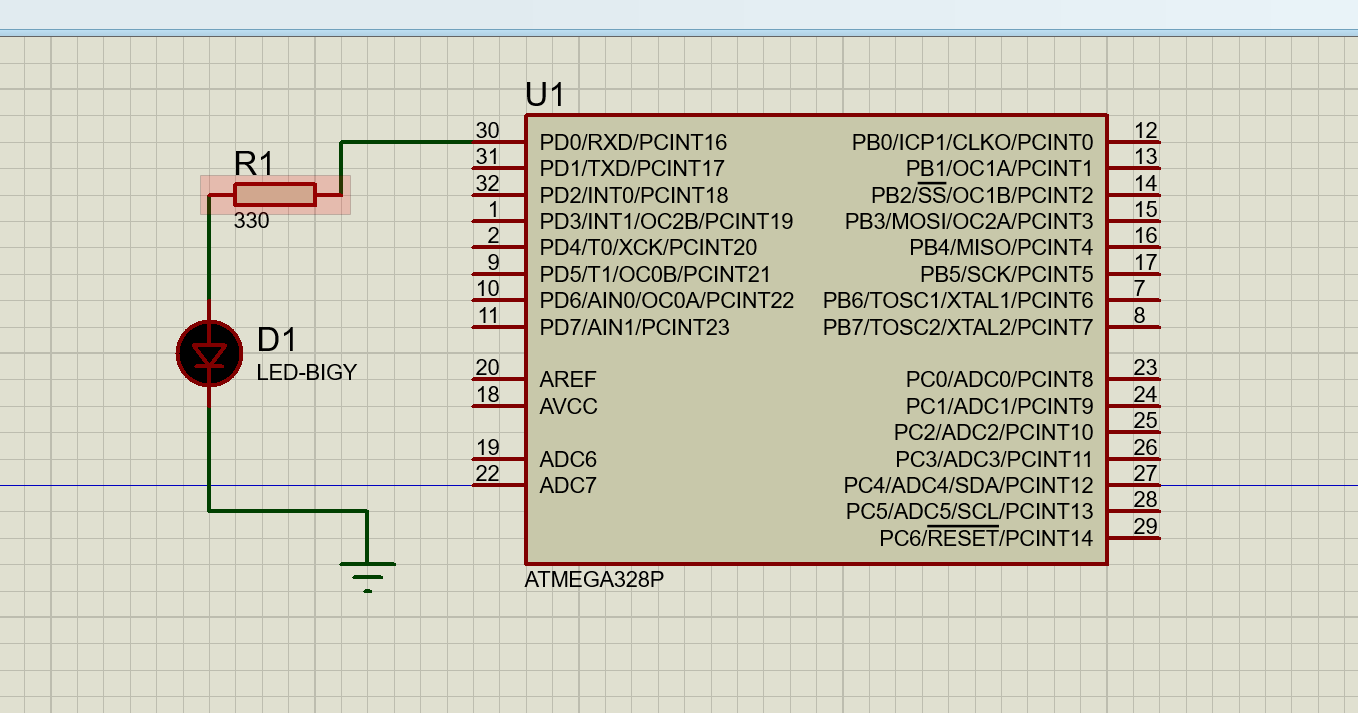 U1
R1
330
D1
LED-BIGY
30 PD0/RXD/PCINT16
31 PD1/TXD/PCINT17
32 PD2/INT0/PCINT18
1 PD3/INT1/OC2B/PCINT19
2 PD4/T0/XCK/PCINT20
9 PD5/T1/OC0B/PCINT21
10 PD6/AIN0/OC0A/PCINT22
11 PD7/AIN1/PCINT23
20 AREF
18 AVCC
19 ADC6
22 ADC7
PB0/ICP1/CLKO/PCINT0 12
PB1/OC1A/PCINT1 13
PB2/SS/OC1B/PCINT2 14
PB3/MOSI/OC2A/PCINT3 15
PB4/MISO/PCINT4 16
PB5/SCK/PCINT5 17
PB6/TOSC1/XTAL1/PCINT6 7
PB7/TOSC2/XTAL2/PCINT7 8
PC0/ADC0/PCINT8 23
PC1/ADC1/PCINT9 24
PC2/ADC2/PCINT10 25
PC3/ADC3/PCINT11 26
PC4/ADC4/SDA/PCINT12 27
PC5/ADC5/SCL/PCINT13 28
PC6/RESET/PCINT14 29
ATMEGA328P